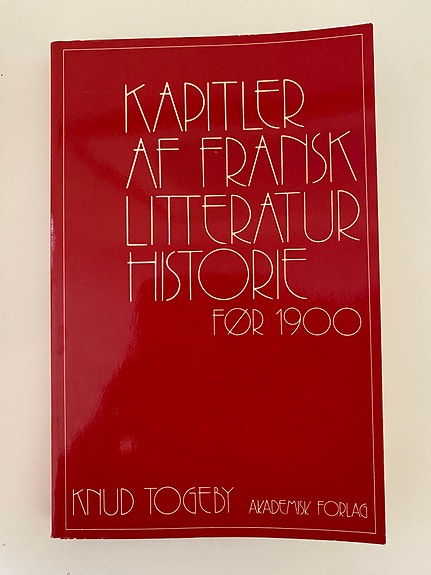 KAPITLER
AF FRANSK
LITTERATUR
HISTORIE
FØR 1900
KNUD TOGEBY AKADEMISK FORLAG